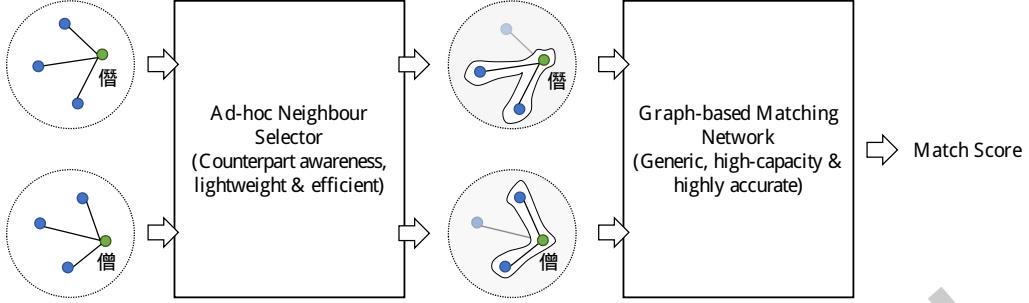 僭
僧
Ad-hoc Neighbour
Selector
(Counterpart awareness,
lightweight & efficient)
僭
僧
Graph-based Matching
Network
(Generic, high-capacity &
highly accurate)
Match Score